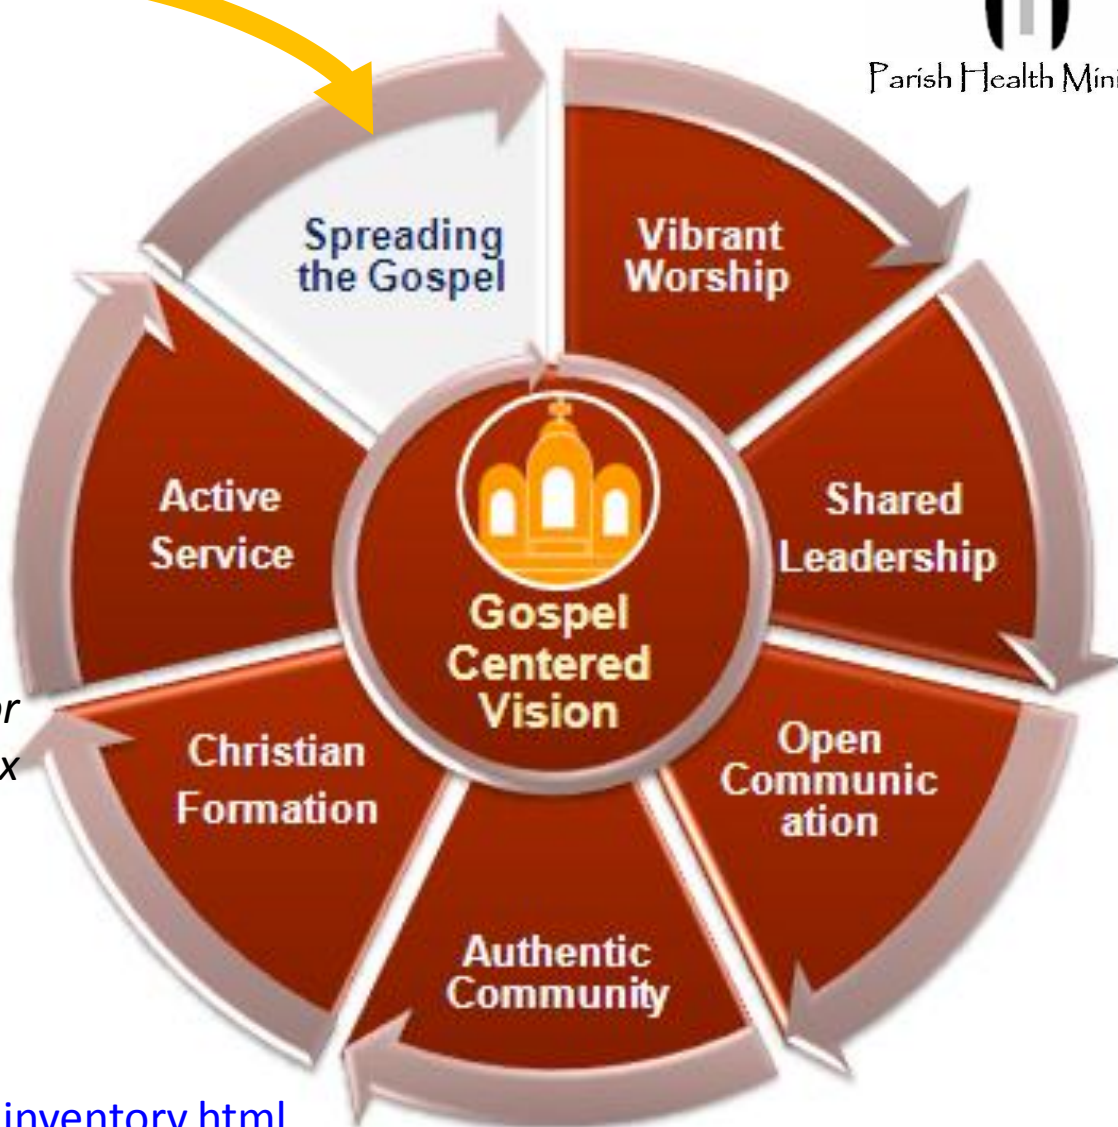 Parish Health Mini
Spreading
the Gospel
Vibrant
Worship
Shared
Leadership
Open
Communic
ation
Authentic
Community
Christian
Formation
Active
Service
Gospel
Centered
Vision
inventory.html